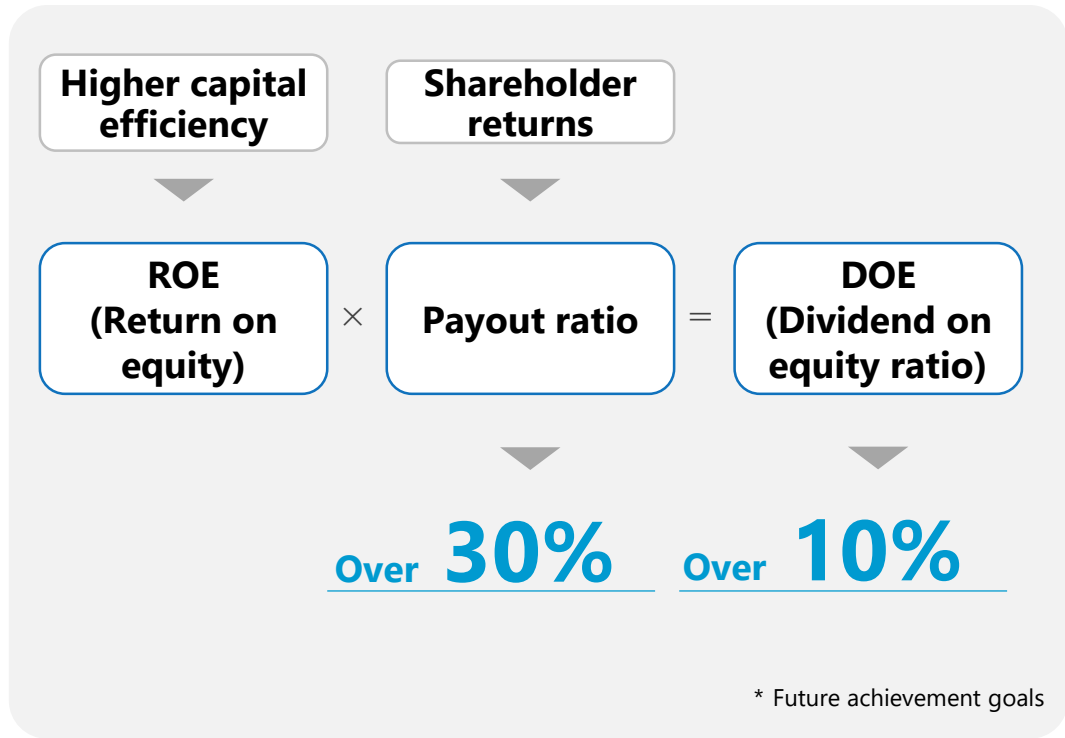 Higher capital
efficiency
Shareholder
returns
ROE
(Return on
equity)
×
Payout ratio
=
DOE
(Dividend on
equity ratio)
Over 30%
Over 10%
* Future achievement goals